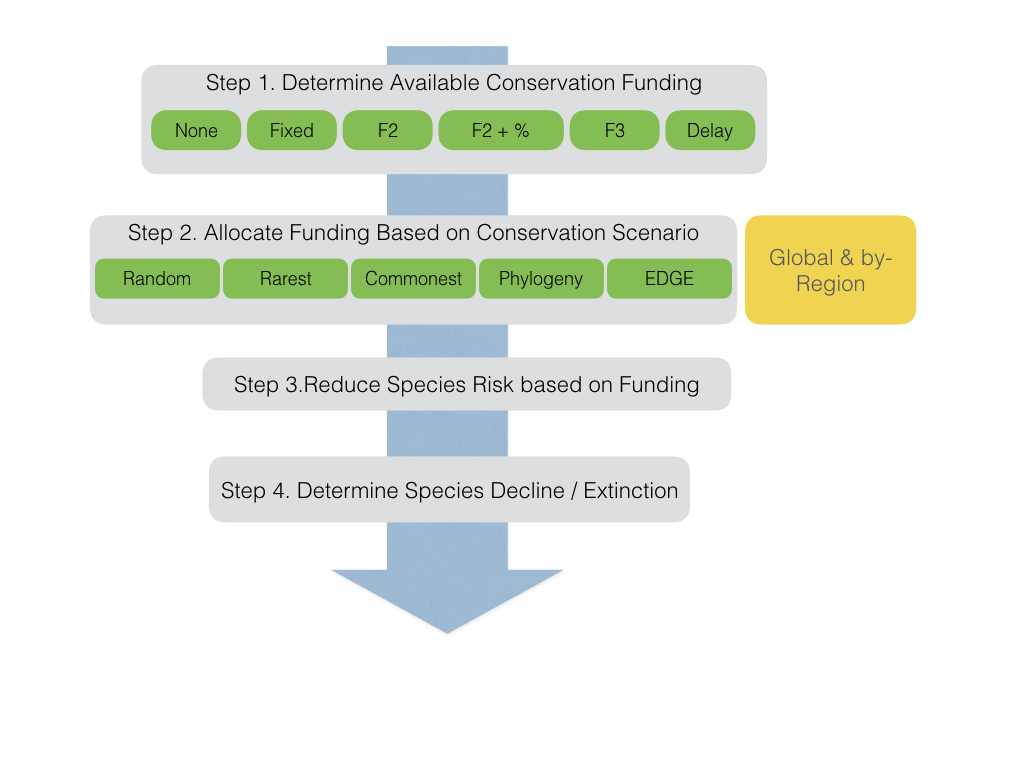 Step 1. Determine Available Conservation Funding
None Fixed F2 F2 + % F3 Delay
Step 2. Allocate Funding Based on Conservation Scenario
Random Rarest Commonest Phylogeny EDGE
Global & by-
Region
Step 3.Reduce Species Risk based on Funding
Step 4. Determine Species Decline / Extinction